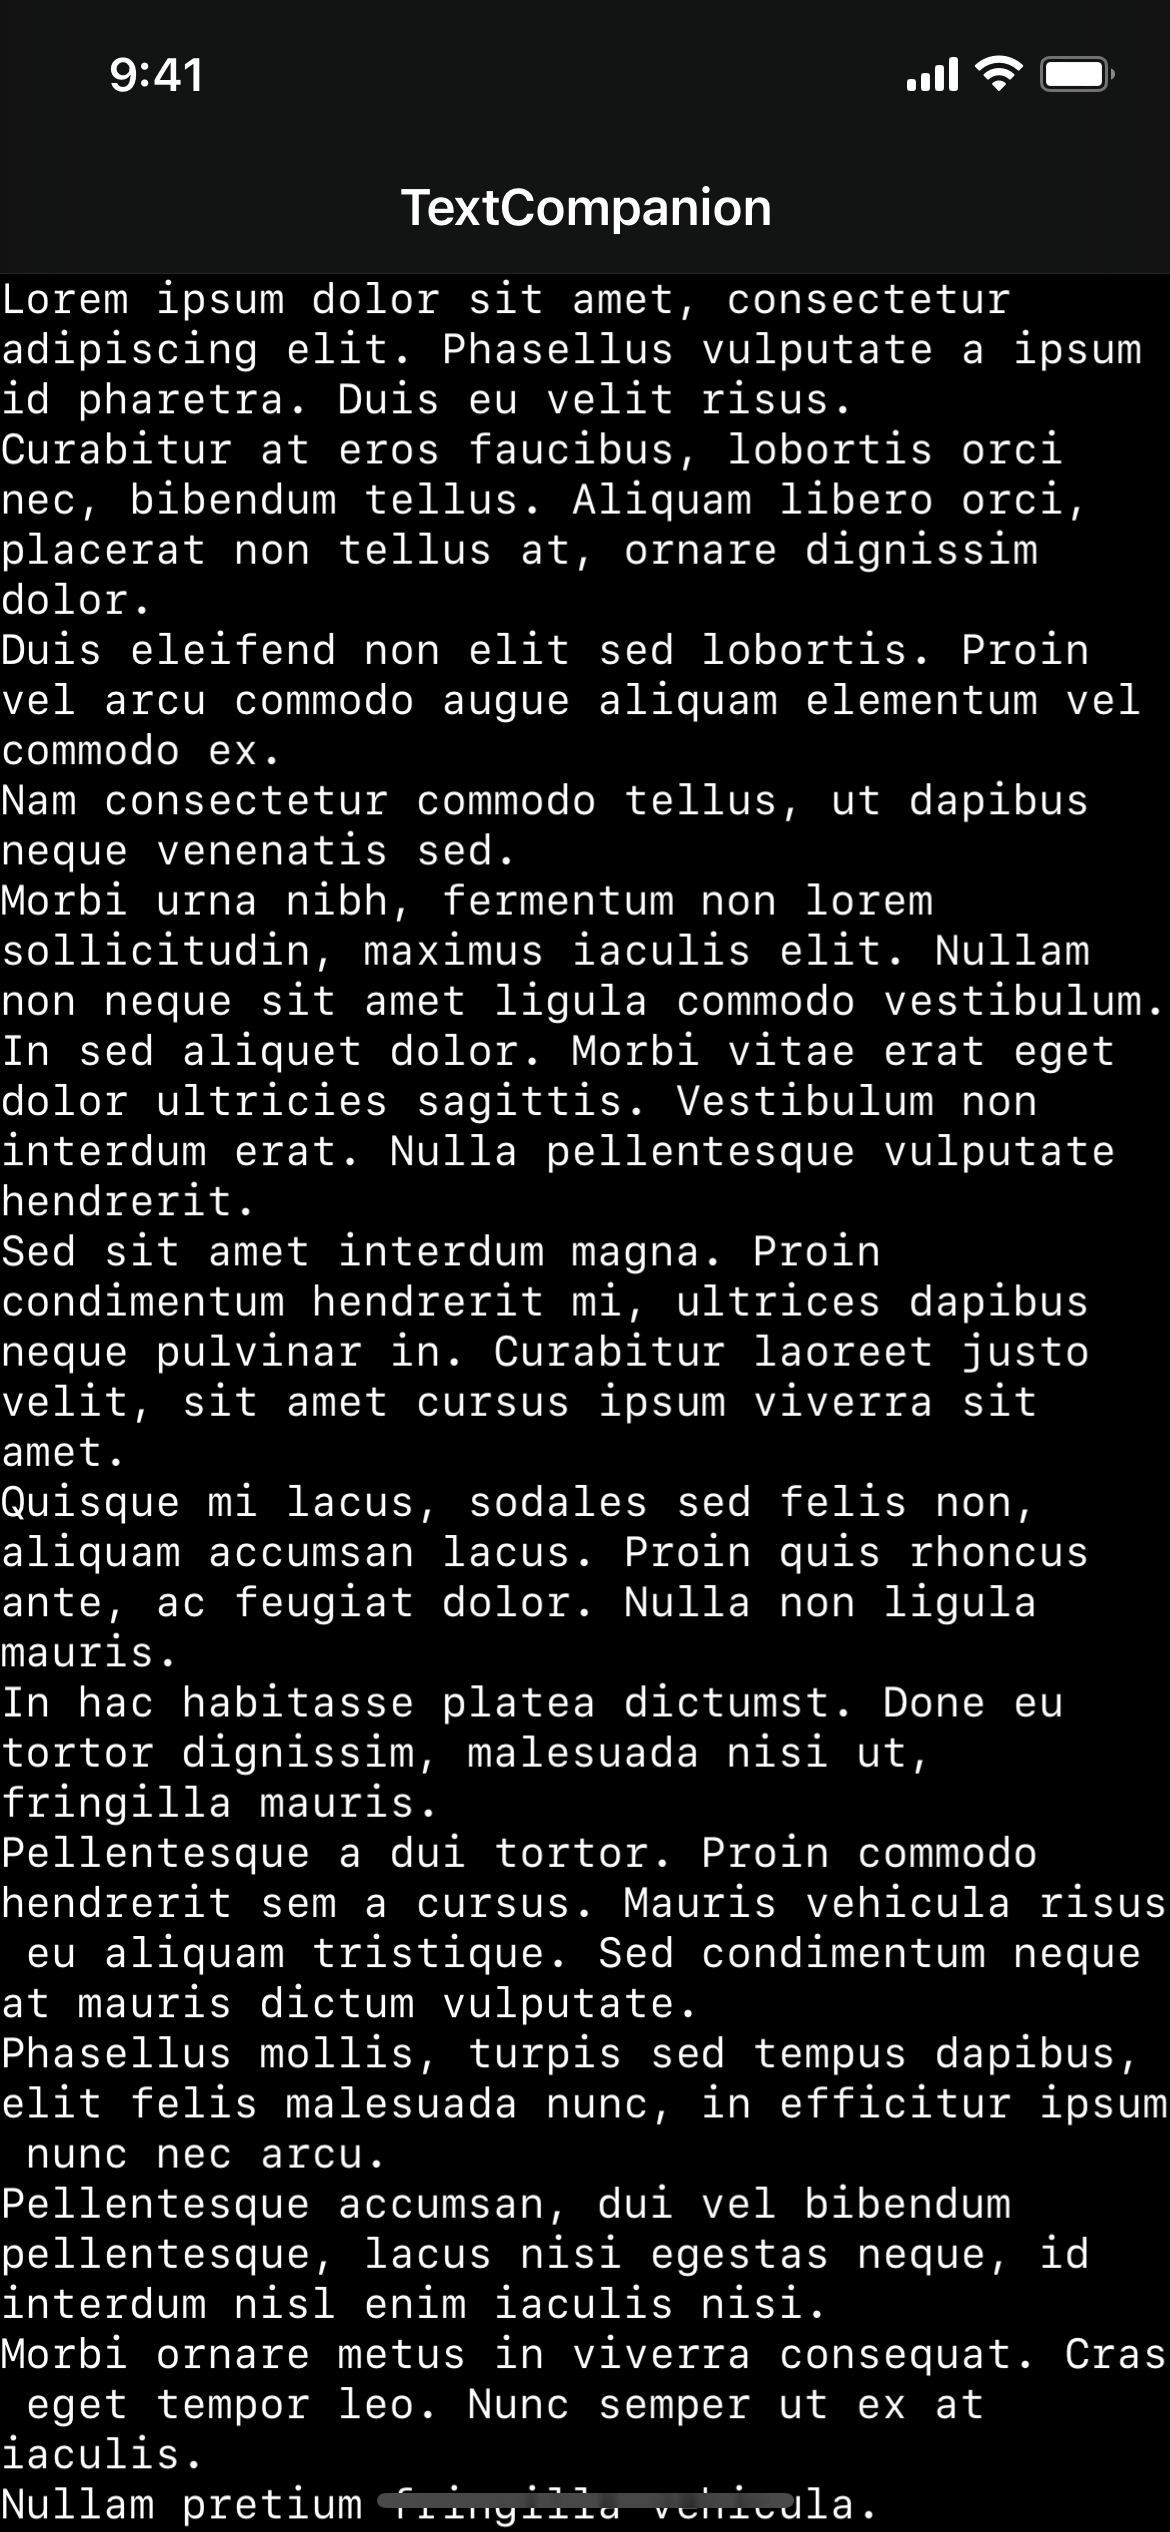 9:41
TextCompanion
Lorem ipsum dolor sit amet, consectetur
adipiscing elit. Phasellus vulputate a ipsum
id pharetra. Duis eu velit risus.
Curabitur at eros faucibus, lobortis orci
nec, bibendum tellus. Aliquam libero orci,
placerat non tellus at, ornare dignissim
dolor.
Duis eleifend non elit sed lobortis. Proin
vel arcu commodo augue aliquam elementum vel
commodo ex.
Nam consectetur commodo tellus, ut dapibus
neque venenatis sed.
Morbi urna nibh, fermentum non lorem
sollicitudin, maximus iaculis elit. Nullam
non neque sit amet ligula commodo vestibulum.
In sed aliquet dolor. Morbi vitae erat eget
dolor ultricies sagittis. Vestibulum non
interdum erat. Nulla pellentesque vulputate
hendrerit.
Sed sit amet interdum magna. Proin
condimentum hendrerit mi, ultrices dapibus
neque pulvinar in. Curabitur laoreet justo
velit, sit amet cursus ipsum viverra sit
amet.
Quisque mi lacus, sodales sed felis non,
aliquam accumsan lacus. Proin quis rhoncus
ante, ac feugiat dolor. Nulla non ligula
mauris.
In hac habitasse platea dictumst. Done eu
tortor dignissim, malesuada nisi ut,
fringilla mauris.
Pellentesque a dui tortor. Proin commodo
hendrerit sem a cursus. Mauris vehicula risus
eu aliquam tristique. Sed condimentum neque
at mauris dictum vulputate.
Phasellus mollis, turpis sed tempus dapibus,
elit felis malesuada nunc, in efficitur ipsum
nunc nec arcu.
Pellentesque accumsan, dui vel bibendum
pellentesque, lacus nisi egestas neque, id
interdum nisl enim iaculis nisi.
Morbi ornare metus in viverra consequat. Cras
eget tempor leo. Nunc semper ut ex at
iaculis.
Nullam pretium fringilla vehicula.